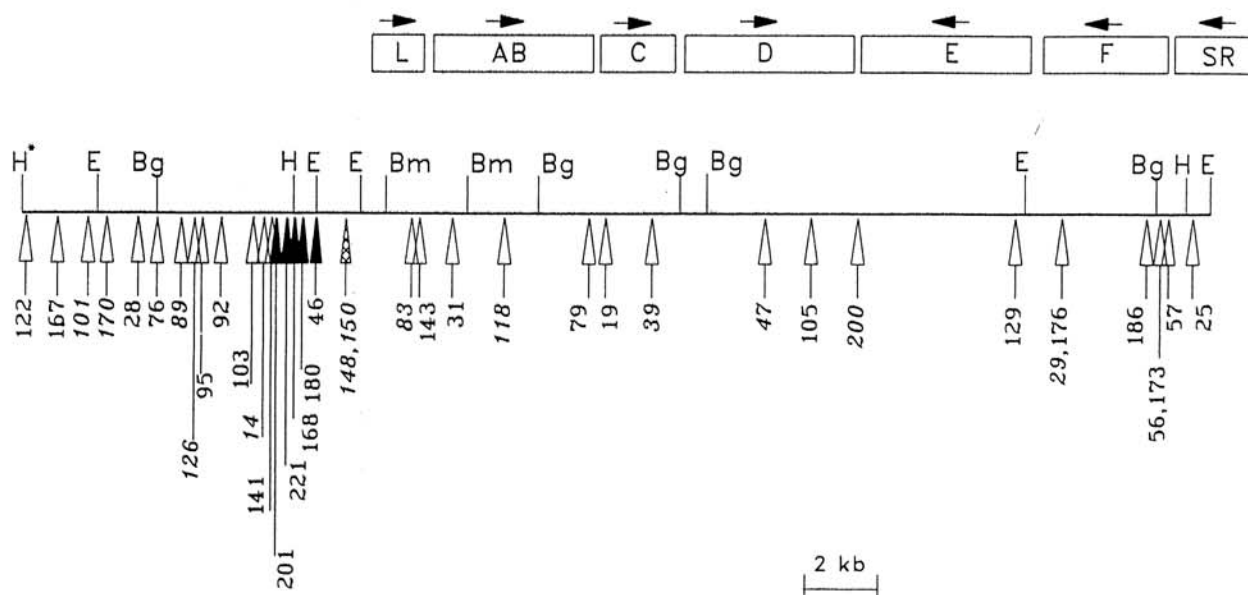 L AB C D E F SR
H* E Bg H E E Bm Bm Bg Bg Bg E Bg H E
122 167 101 170 28 76 89 92 46 148,150 83 143 31 118 79 19 39 47 105 200 129 29,176 186 57 25
95 103 180
126 14 168 56,173
141 221
201
2 kb